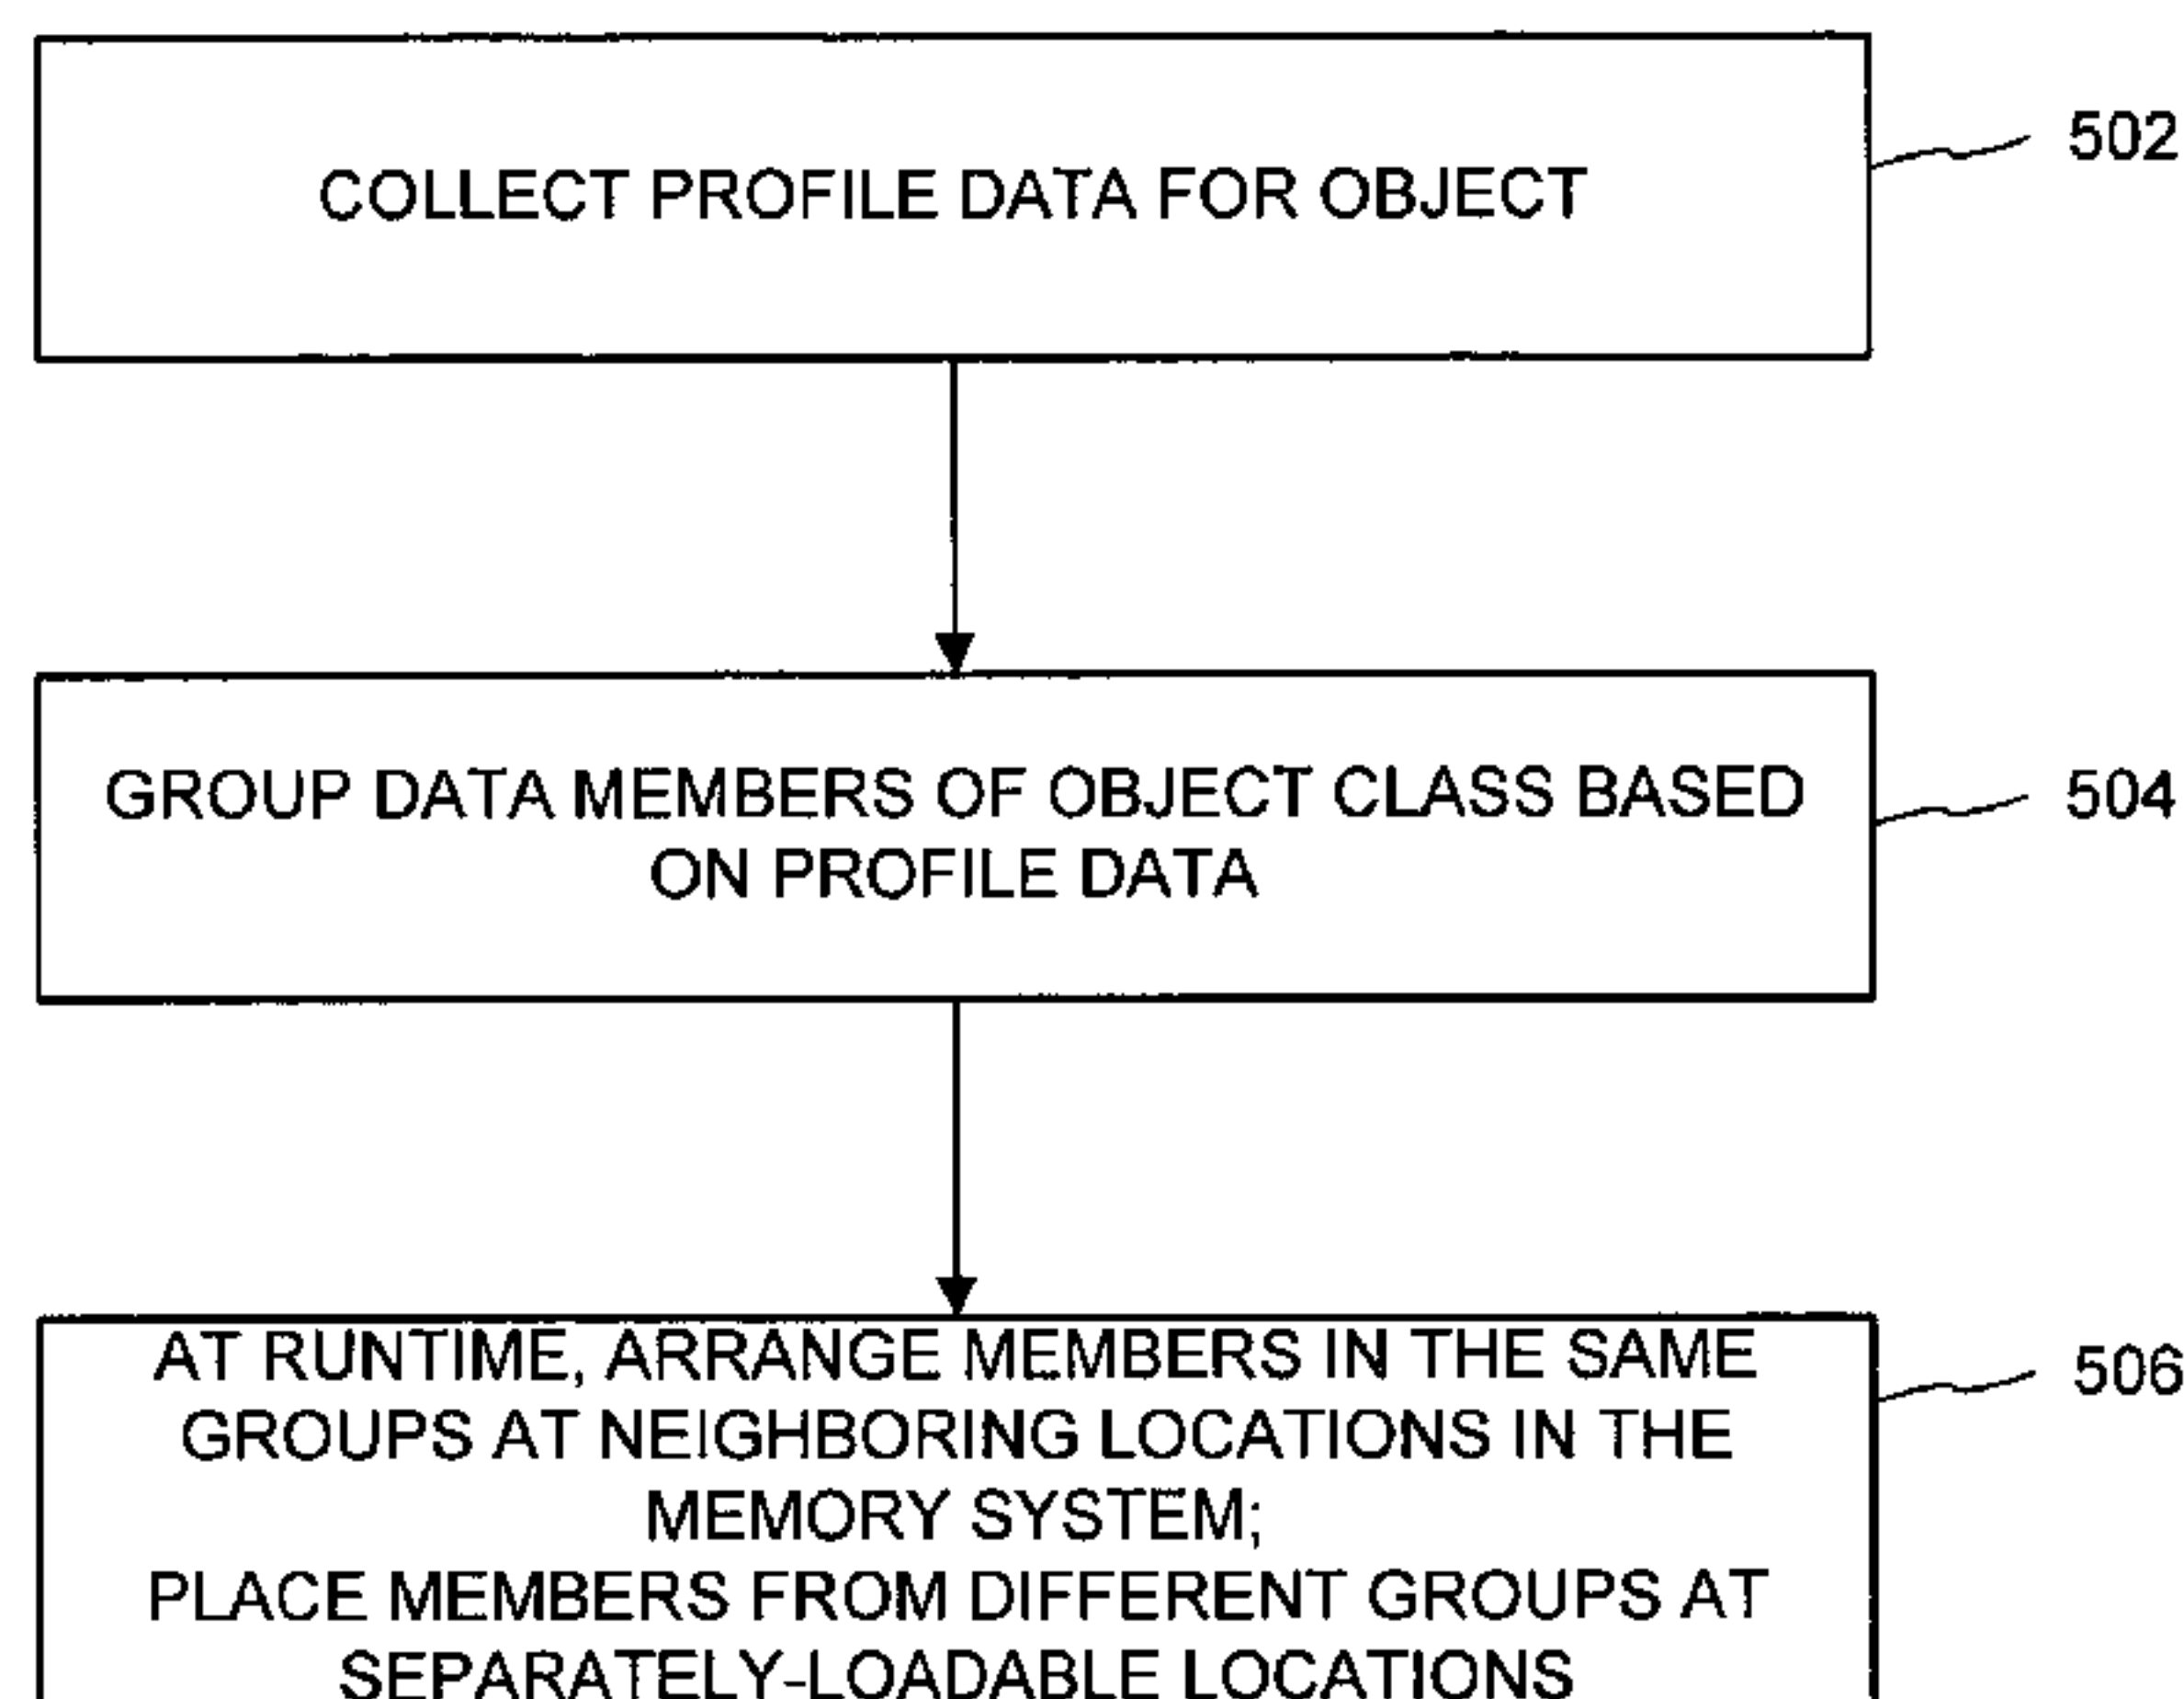 COLLECT PROFILE DATA FOR OBJECT
502
GROUP DATA MEMBERS OF OBJECT CLASS BASED
ON PROFILE DATA
504
AT RUNTIME, ARRANGE MEMBERS IN THE SAME
GROUPS AT NEIGHBORING LOCATIONS IN THE
MEMORY SYSTEM;
PLACE MEMBERS FROM DIFFERENT GROUPS AT
SEPARATELY-LOADABLE LOCATIONS
506